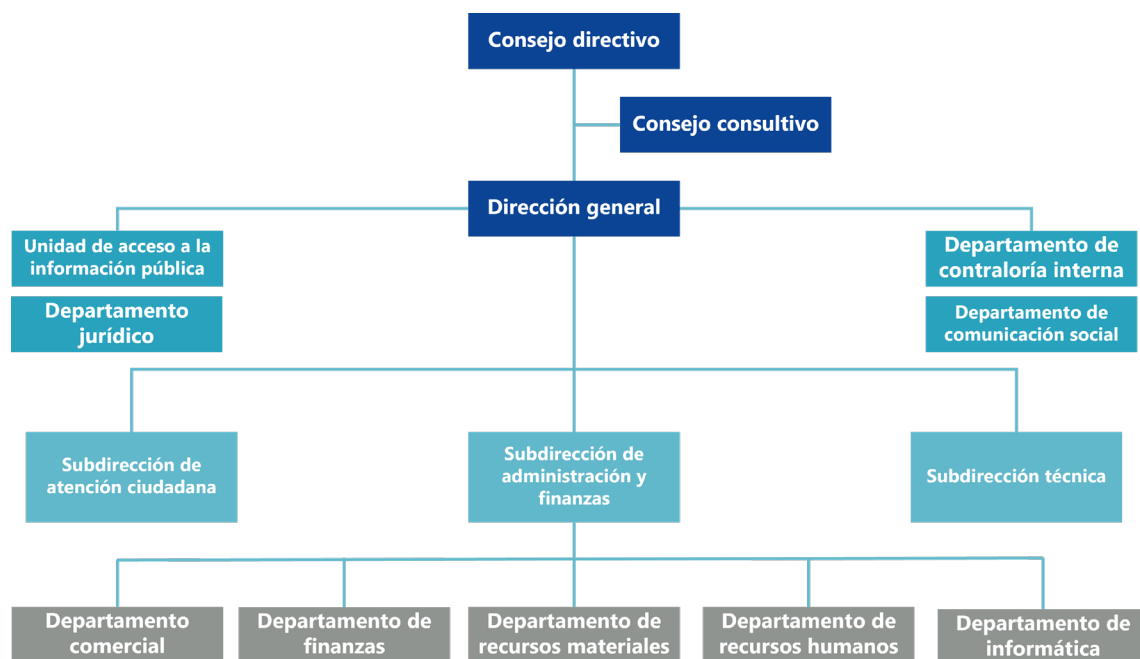 Consejo directivo
Consejo consultivo
Dirección general
Unidad de acceso a la
información pública
Departamento de
contraloría interna
Departamento
jurídico
Departamento de
comunicación social
Subdirección de
atención ciudadana
Subdirección de
administración y
finanzas
Subdirección técnica
Departamento
comercial
Departamento de
finanzas
Departamento de
recursos materiales
Departamento de
recursos humanos
Departamento de
informática